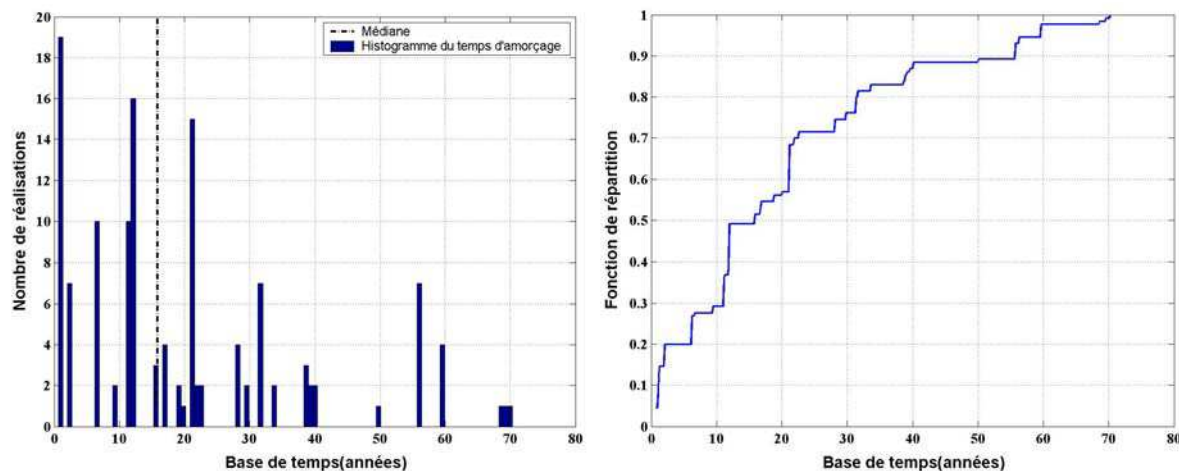 20
18
16
14
12
10
8
6
4
2
0
0 10 20 30 40 50 60 70 80
Nombre de réalisations
Base de temps(années)
Médiane
Histogramme du temps d'amorçage
1
0.9
0.8
0.7
0.6
0.5
0.4
0.3
0.2
0.1
0
0 10 20 30 40 50 60 70 80
Fonction de répartition
Base de temps(années)